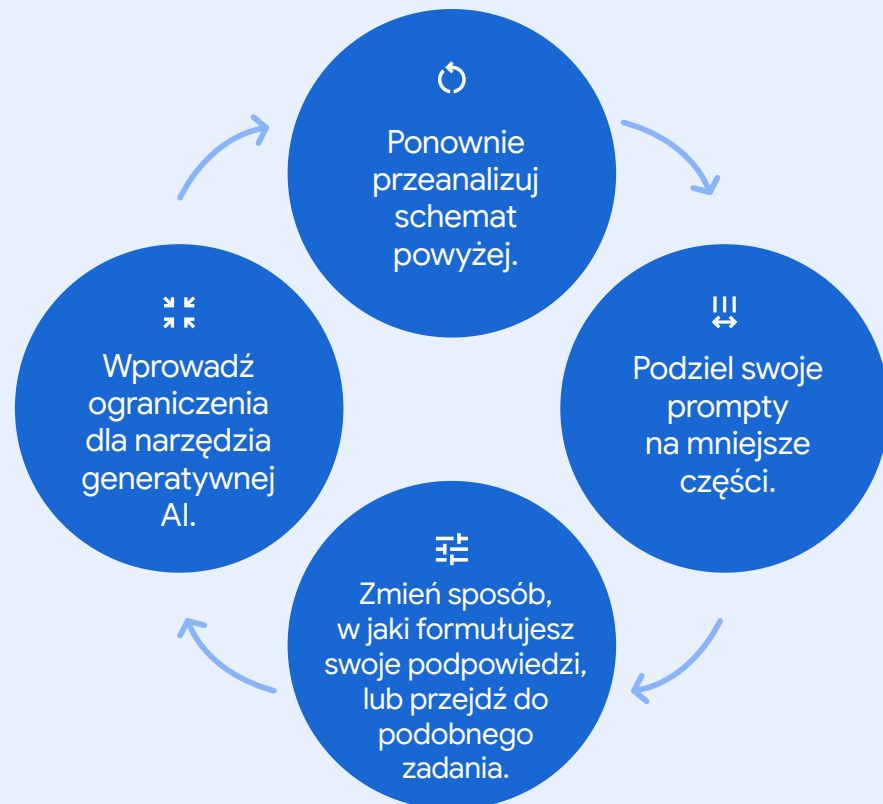 Ponownie
przeanalizuj
schemat
powyżej.
Podziel swoje
prompty
na mniejsze
części.
Zmień sposób,
w jaki formułujesz
swoje podpowiedzi,
lub przejdź do
podobnego
zadania.
Wprowadź
ograniczenia
dla narzędzia
generatywnej
AI.